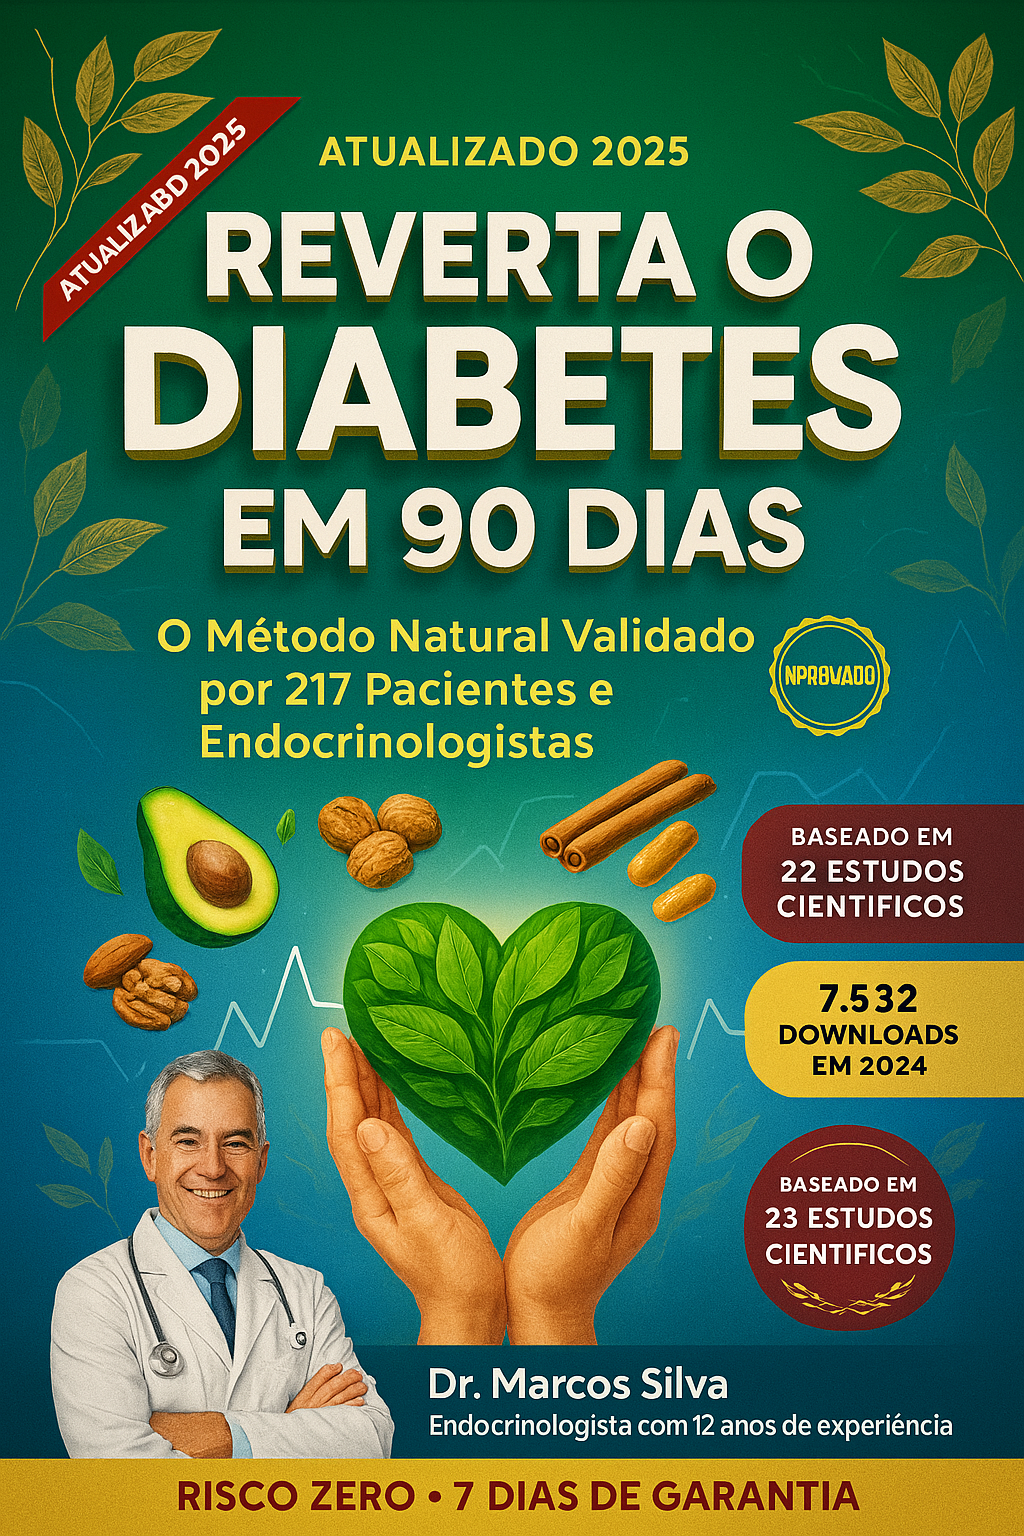 ATUALIZABD 2025
ATUALIZADO 2025
REVERTA O
DIABETES
EM 90 DIAS
O Método Natural Validado
por 217 Pacientes e
Endocrinologistas
NPROVADO
BASEADO EM
22 ESTUDOS
CIENTIFICOS
7.532
DOWNLOADS
EM 2024
BASEADO EM
23 ESTUDOS
CIENTIFICOS
Dr. Marcos Silva
Endocrinologista com 12 anos de experiéncia
RISCO ZERO • 7 DIAS DE GARANTIA